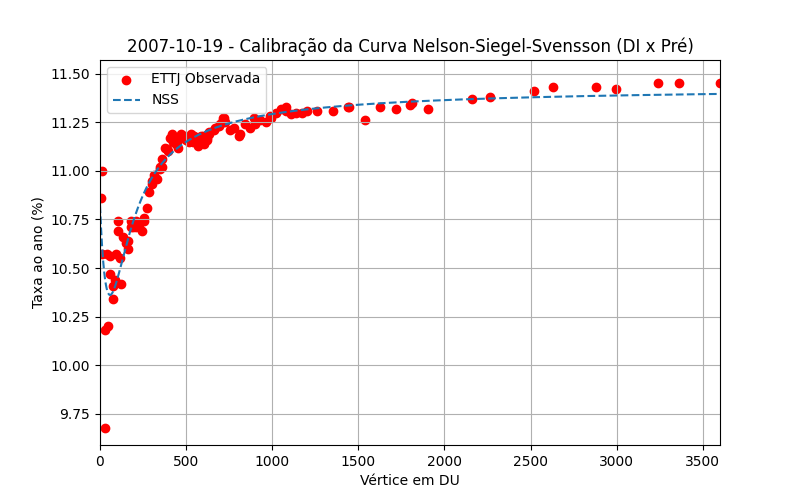 2007-10-19 - Calibração da Curva Nelson-Siegel-Svensson (DI x Pré)
ETTJ Observada
NSS
Taxa ao ano (%)
11.50
11.25
11.00
10.75
10.50
10.25
10.00
9.75
0 500 1000 1500 2000 2500 3000 3500
Vértice em DU